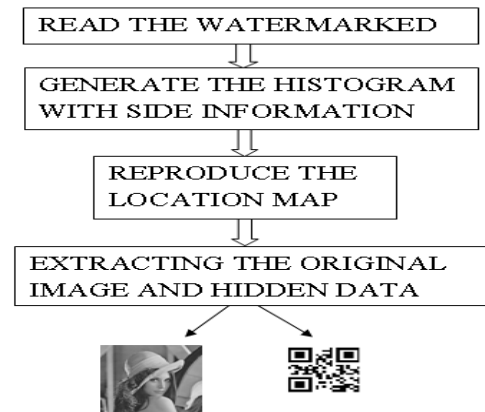 READ THE WATERMARKED
GENERATE THE HISTOGRAM
WITH SIDE INFORMATION
REPRODUCE THE
LOCATION MAP
EXTRACTING THE ORIGINAL
IMAGE AND HIDDEN DATA